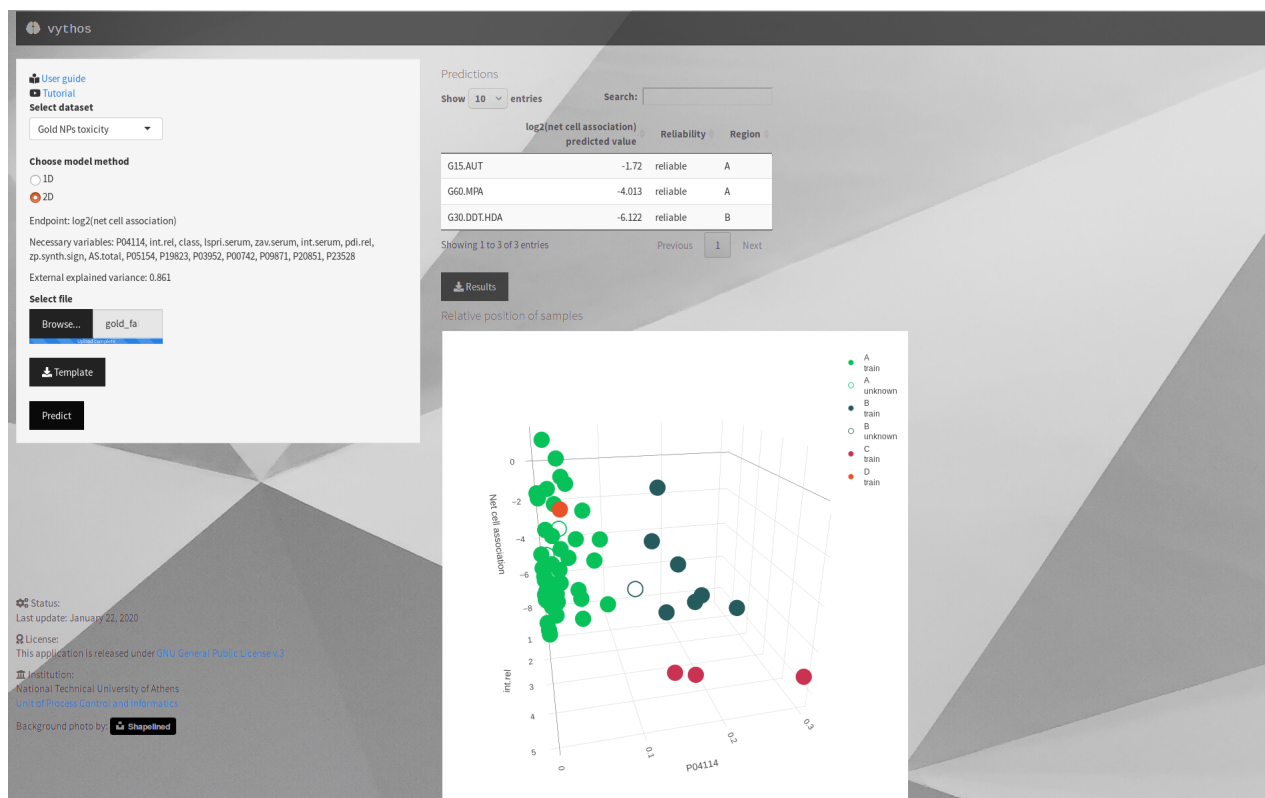 vythos
User guide
Tutorial
Select dataset
Gold NPs toxicity
Choose model method
1D
2D
Endpoint: log2(net cell association)
Necessary variables: P04114, int.rel, class, lspri.serum, zav.serum, int.serum, pdi.rel,
zp.synth.sign, AS.total, P05154, P19823, P03952, P00742, P09871, P20851, P23528
External explained variance: 0.861
Select file
Browse... gold_fa
Upload complete
Template
Predict
Status:
Last update: January 22, 2020
License:
This application is released under GNU General Public License v.3
Institution:
National Technical University of Athens
Unit of Process Control and Informatics
Background photo by: Shapelined
Predictions
Show 10 entries Search:
log2(net cell association)
predicted value Reliability Region
G15.AUT -1.72 reliable A
G60.MPA -4.013 reliable A
G30.DDT.HDA -6.122 reliable B
Showing 1 to 3 of 3 entries Previous 1 Next
Results
Relative position of samples
A
train
A
unknown
B
train
B
unknown
C
train
D
train
Net cell association
0
−2
−4
−6
−8
int.rel
1
2
3
4
5
0
0.1
0.2
0.3
P04114